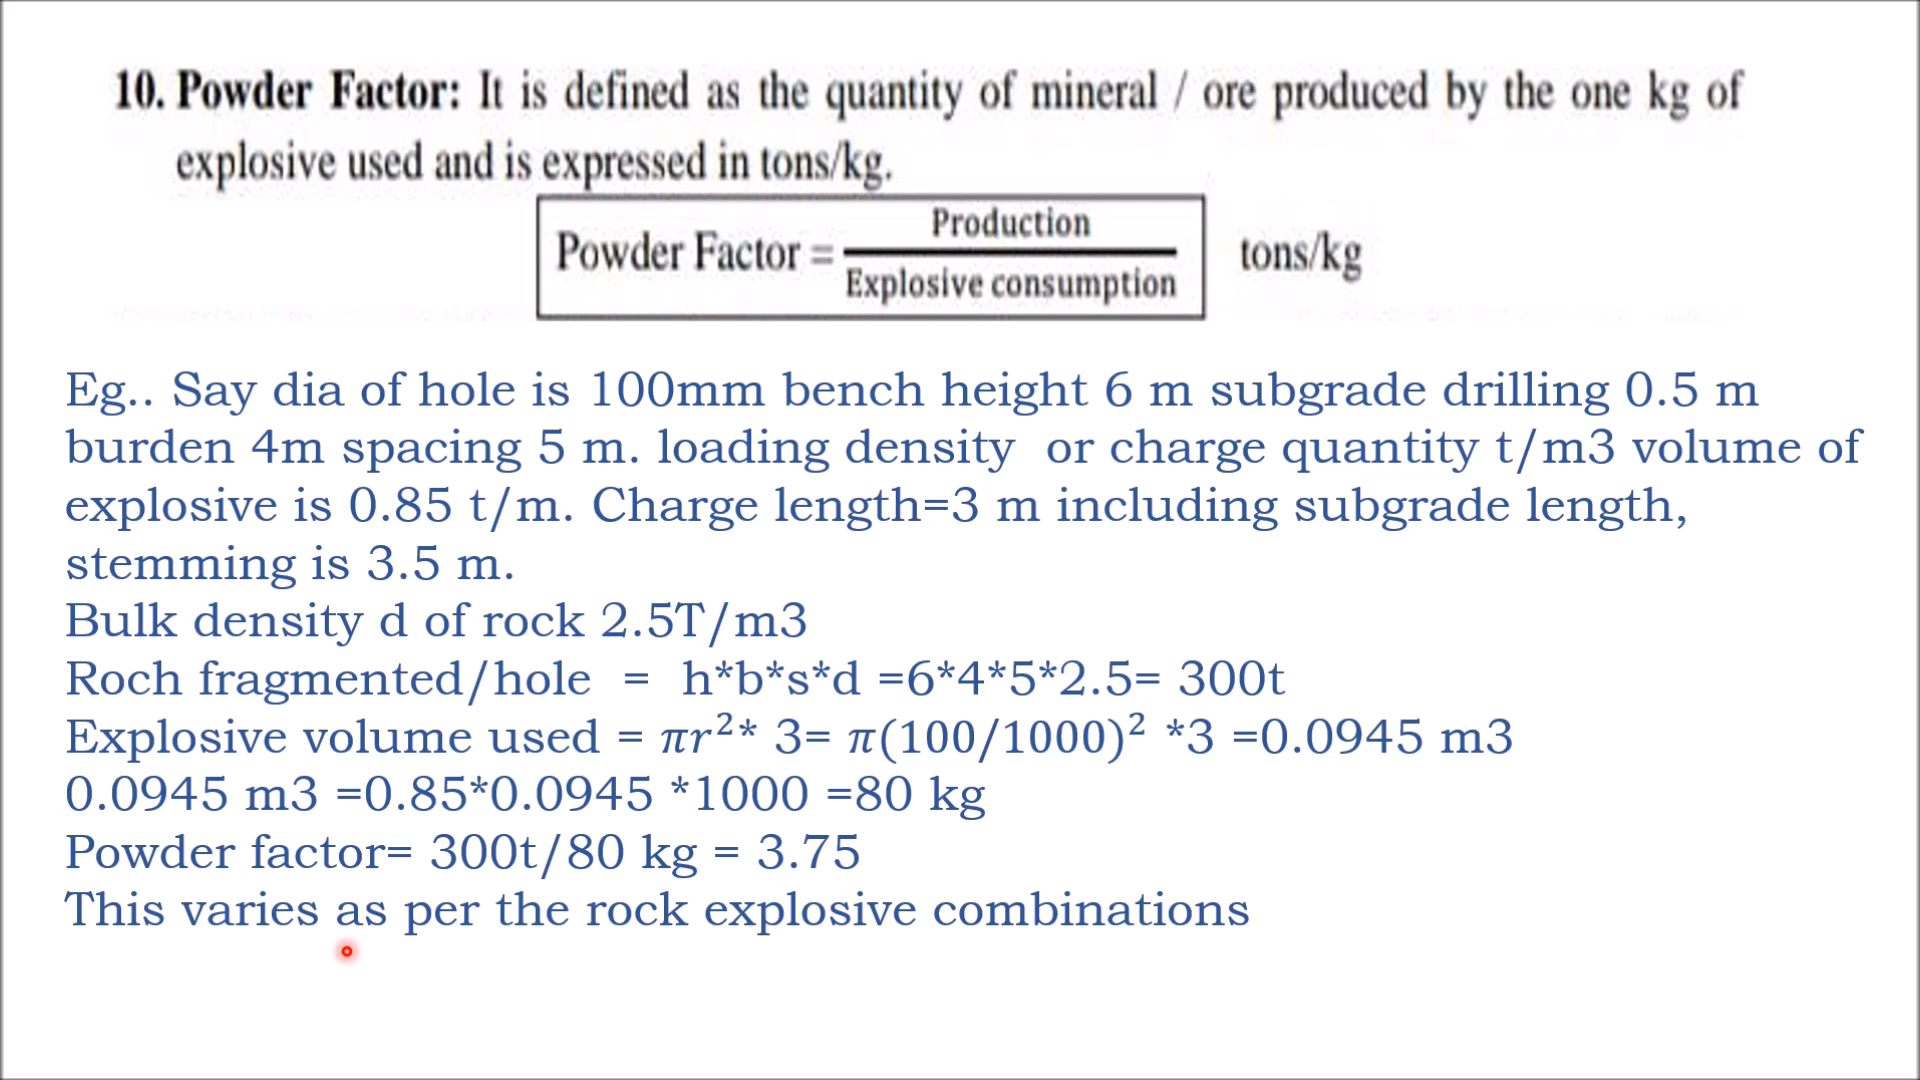 10. Powder Factor: It is defined as the quantity of mineral / ore produced by the one kg of
explosive used and is expressed in tons/kg.
Powder Factor = Production / Explosive consumption tons/kg
Eg.. Say dia of hole is 100mm bench height 6 m subgrade drilling 0.5 m
burden 4m spacing 5 m. loading density or charge quantity t/m3 volume of
explosive is 0.85 t/m. Charge length=3 m including subgrade length,
stemming is 3.5 m.
Bulk density d of rock 2.5T/m3
Roch fragmented/hole = h*b*s*d =6*4*5*2.5= 300t
Explosive volume used = πr²* 3= π(100/1000)² *3 =0.0945 m3
0.0945 m3 =0.85*0.0945 *1000 =80 kg
Powder factor= 300t/80 kg = 3.75
This varies as per the rock explosive combinations